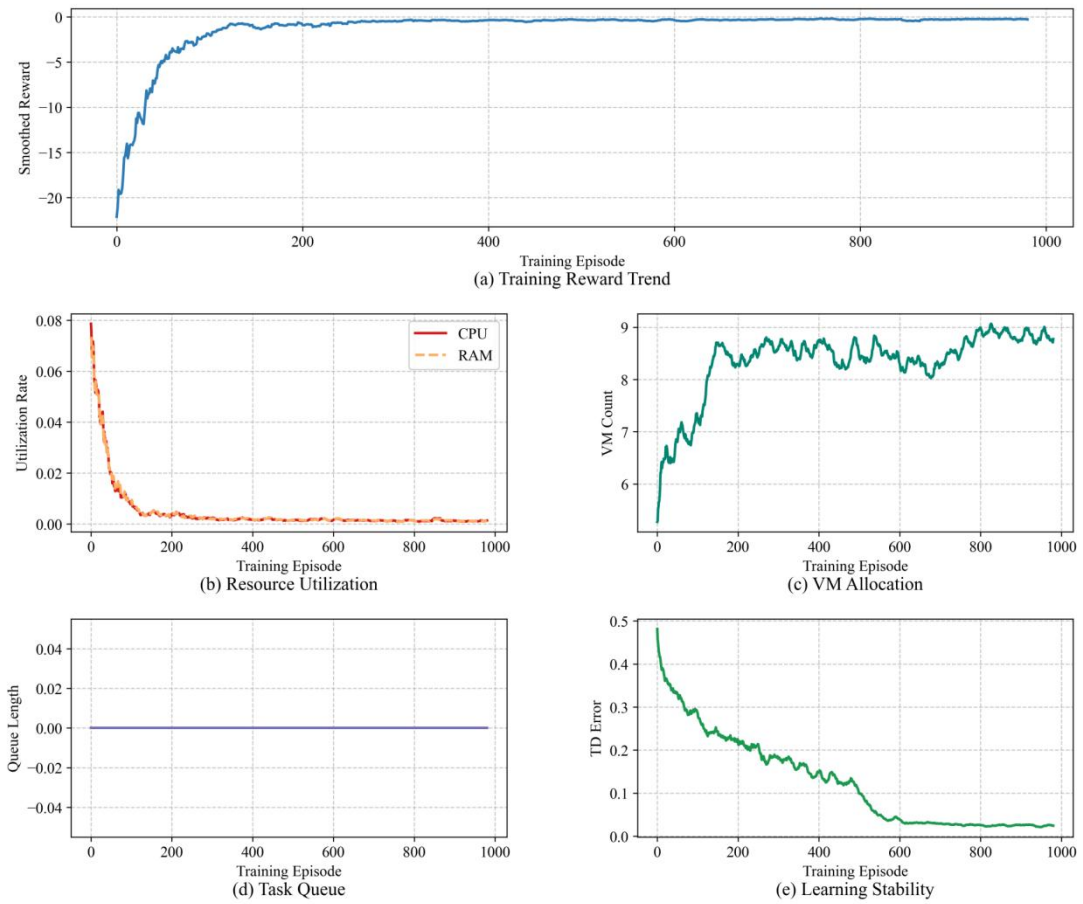 0
−5
−10
−15
−20
Smoothed Reward
0 200 400 600 800 1000
Training Episode
(a) Training Reward Trend
0.08
0.06
0.04
0.02
0.00
Utilization Rate
CPU
RAM
0 200 400 600 800 1000
Training Episode
(b) Resource Utilization
9
8
7
6
VM Count
0 200 400 600 800 1000
Training Episode
(c) VM Allocation
0.04
0.02
0.00
−0.02
−0.04
Queue Length
0 200 400 600 800 1000
Training Episode
(d) Task Queue
0.5
0.4
0.3
0.2
0.1
0.0
TD Error
0 200 400 600 800 1000
Training Episode
(e) Learning Stability